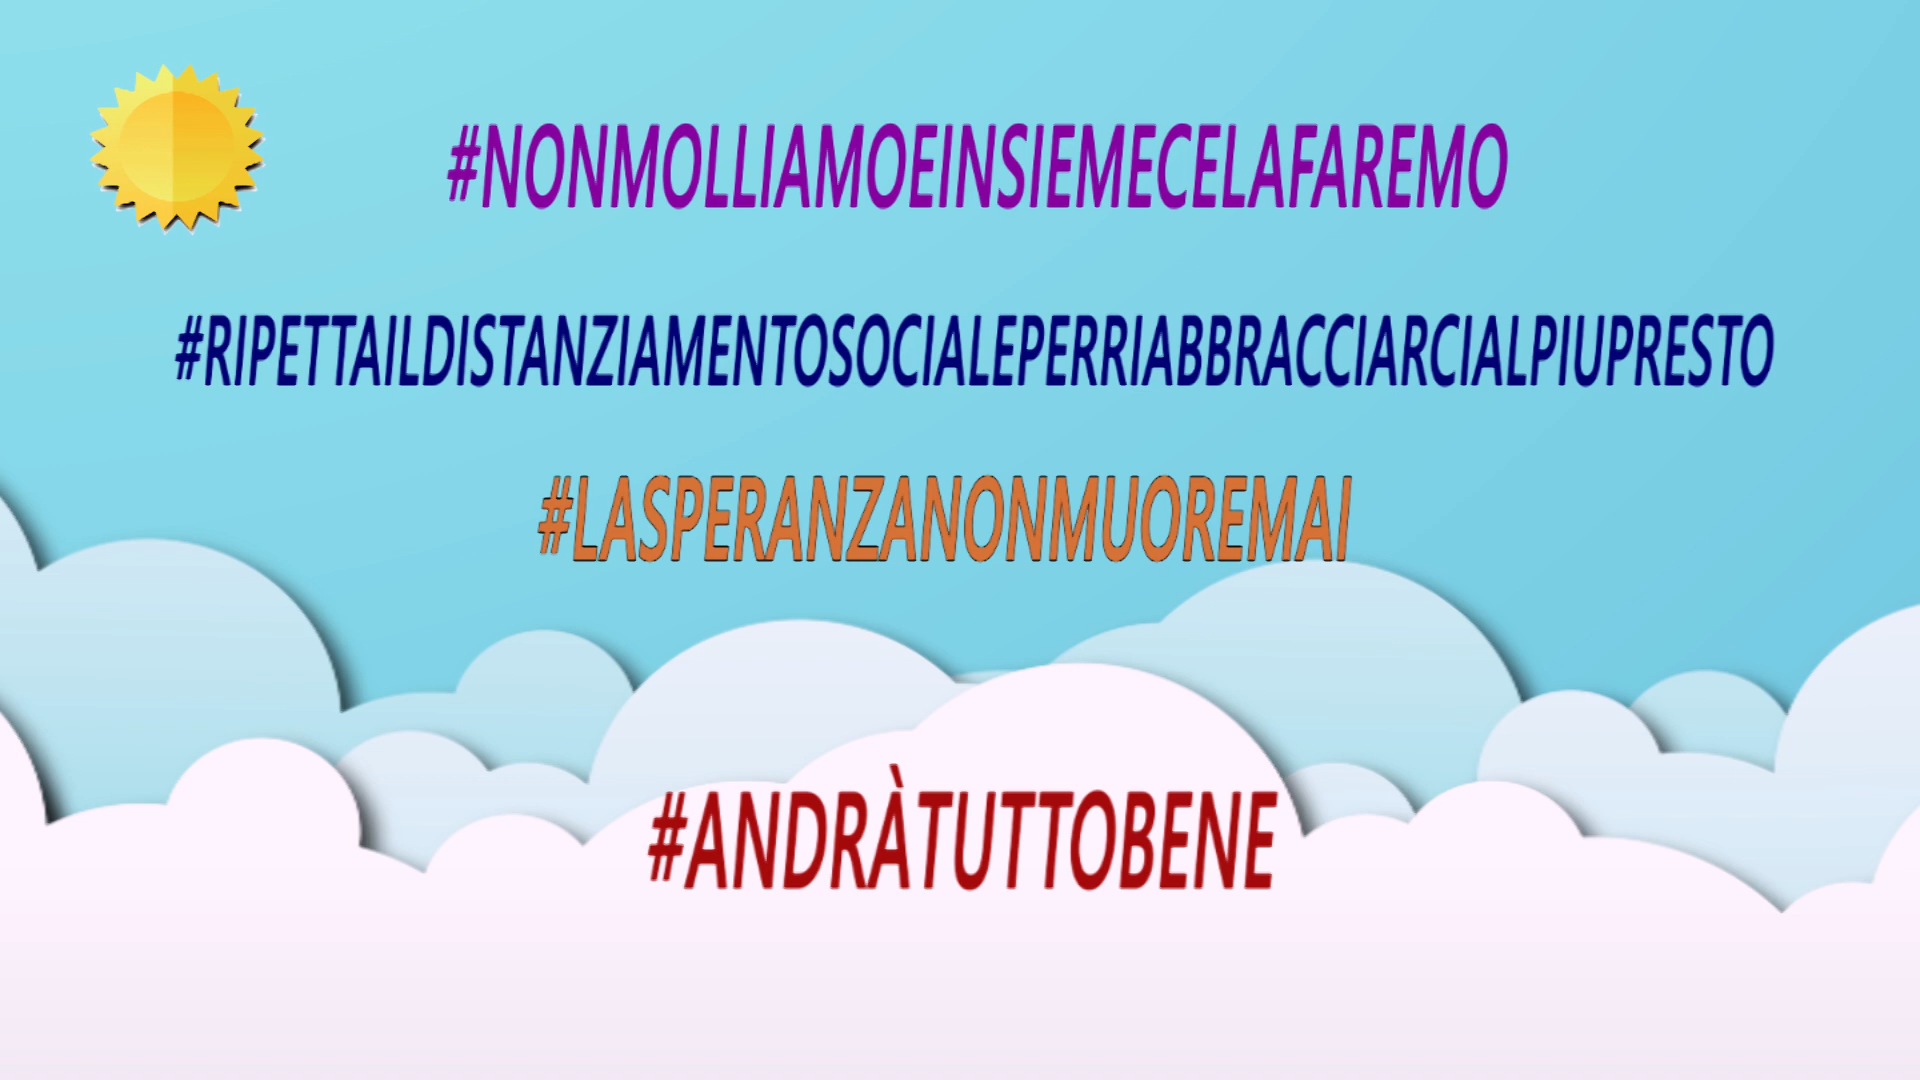 #NONMOLLIAMOEINSIEMECELAFAREMO
#RIPETTAILDISTANZIAMENTOSOCIALEPERRIABBRACCIARCIALPIUPRESTO
#LASPERANZANONMUOREMAI
#ANDRÀTUTTOBENE